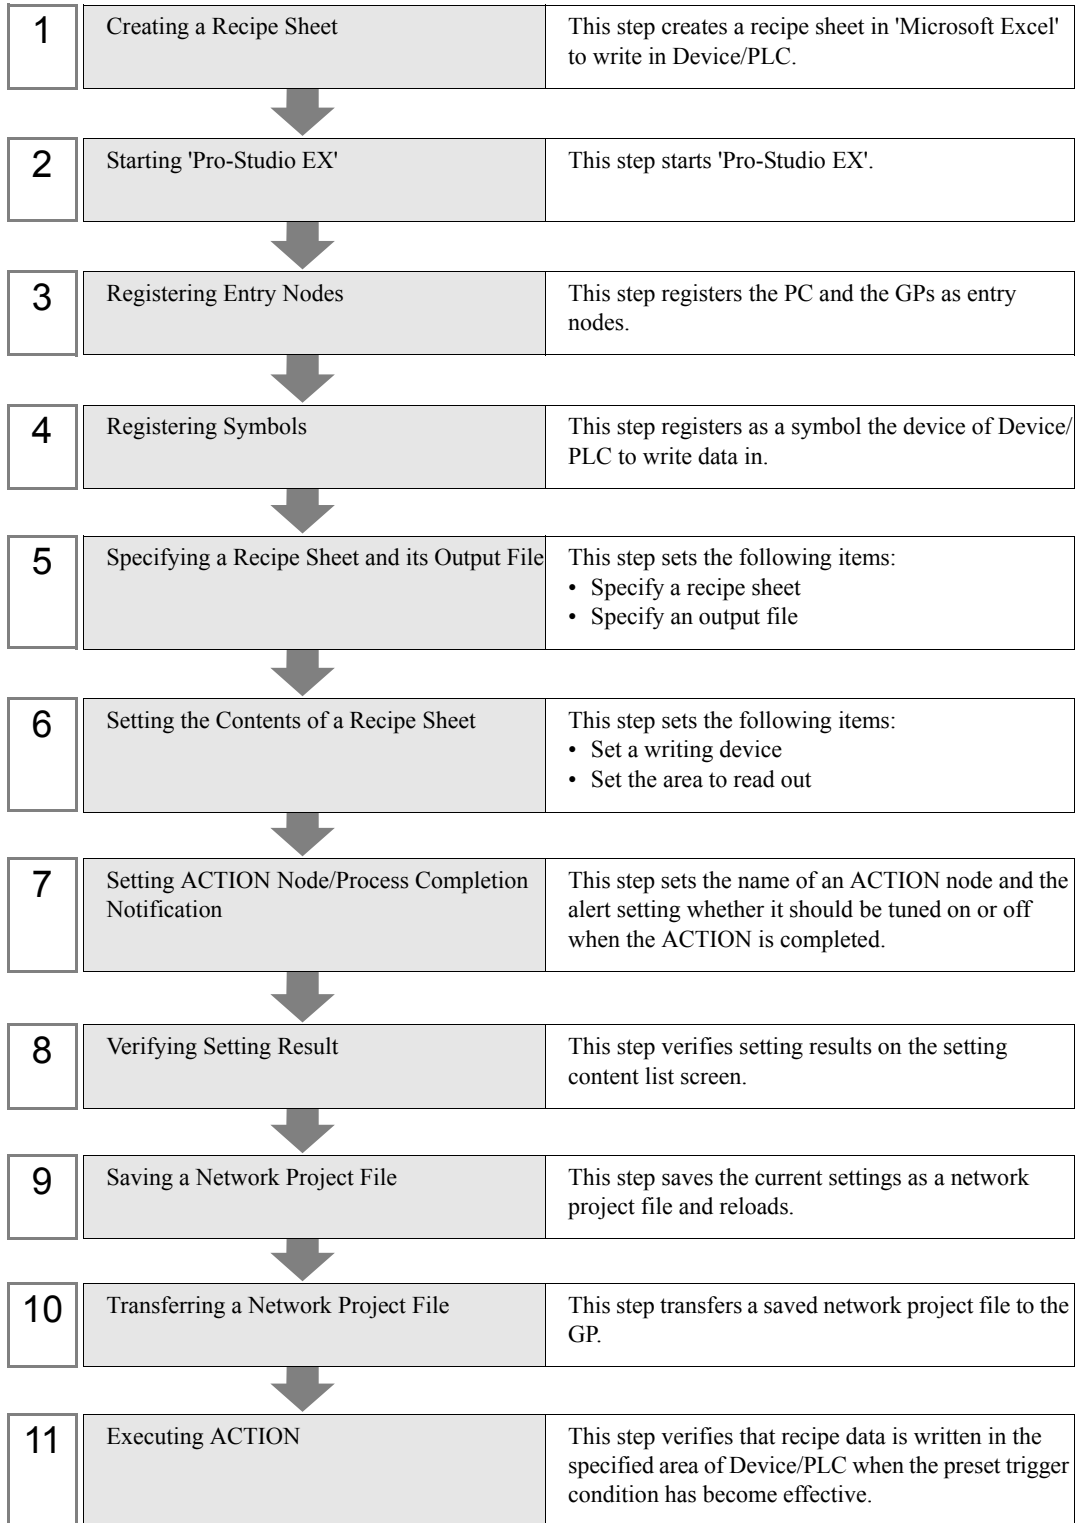 1
Creating a Recipe Sheet
This step creates a recipe sheet in 'Microsoft Excel'
to write in Device/PLC.
2
Starting 'Pro-Studio EX'
This step starts 'Pro-Studio EX'.
3
Registering Entry Nodes
This step registers the PC and the GPs as entry
nodes.
4
Registering Symbols
This step registers as a symbol the device of Device/
PLC to write data in.
5
Specifying a Recipe Sheet and its Output File
This step sets the following items:
• Specify a recipe sheet
• Specify an output file
6
Setting the Contents of a Recipe Sheet
This step sets the following items:
• Set a writing device
• Set the area to read out
7
Setting ACTION Node/Process Completion
Notification
This step sets the name of an ACTION node and the
alert setting whether it should be tuned on or off
when the ACTION is completed.
8
Verifying Setting Result
This step verifies setting results on the setting
content list screen.
9
Saving a Network Project File
This step saves the current settings as a network
project file and reloads.
10
Transferring a Network Project File
This step transfers a saved network project file to the
GP.
11
Executing ACTION
This step verifies that recipe data is written in the
specified area of Device/PLC when the preset trigger
condition has become effective.